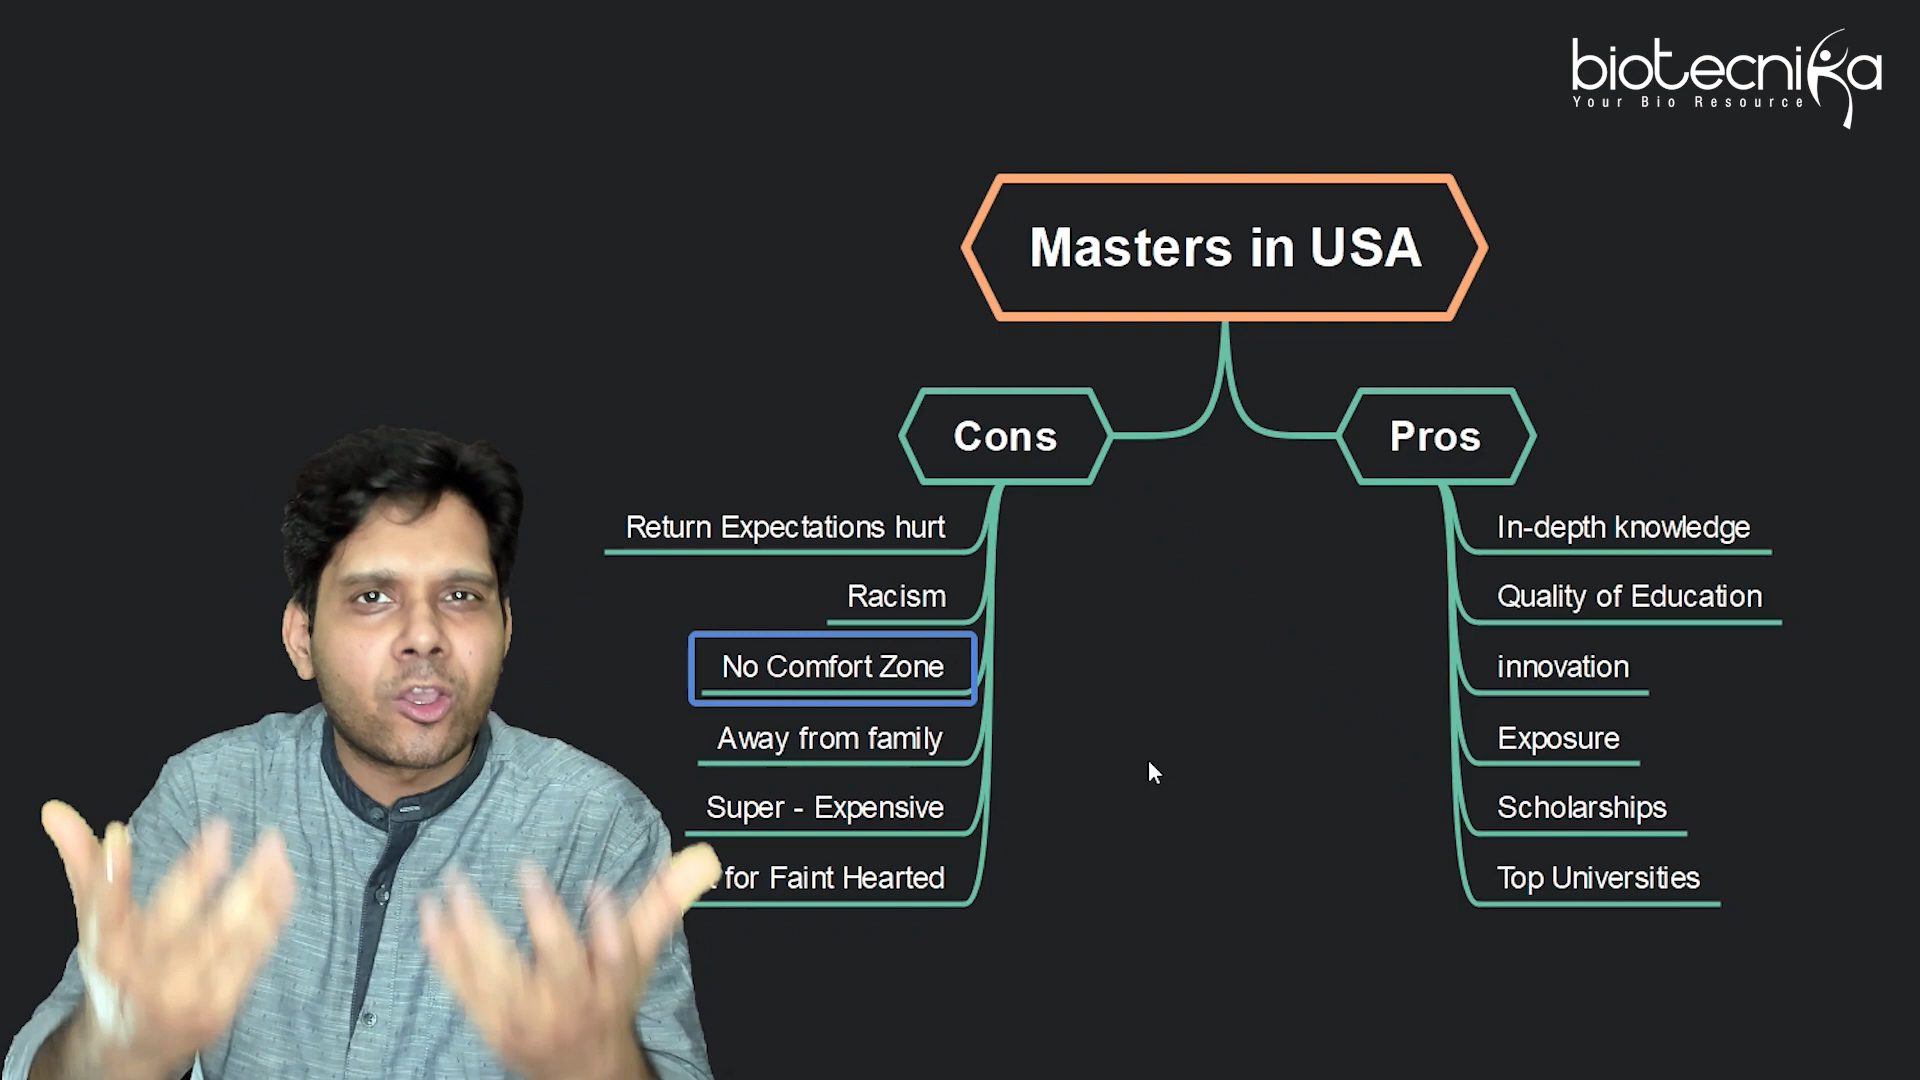 biotecnika
Your Bio Resource
Masters in USA
Cons
Pros
Return Expectations hurt
Racism
No Comfort Zone
Away from family
Super - Expensive
for Faint Hearted
In-depth knowledge
Quality of Education
innovation
Exposure
Scholarships
Top Universities